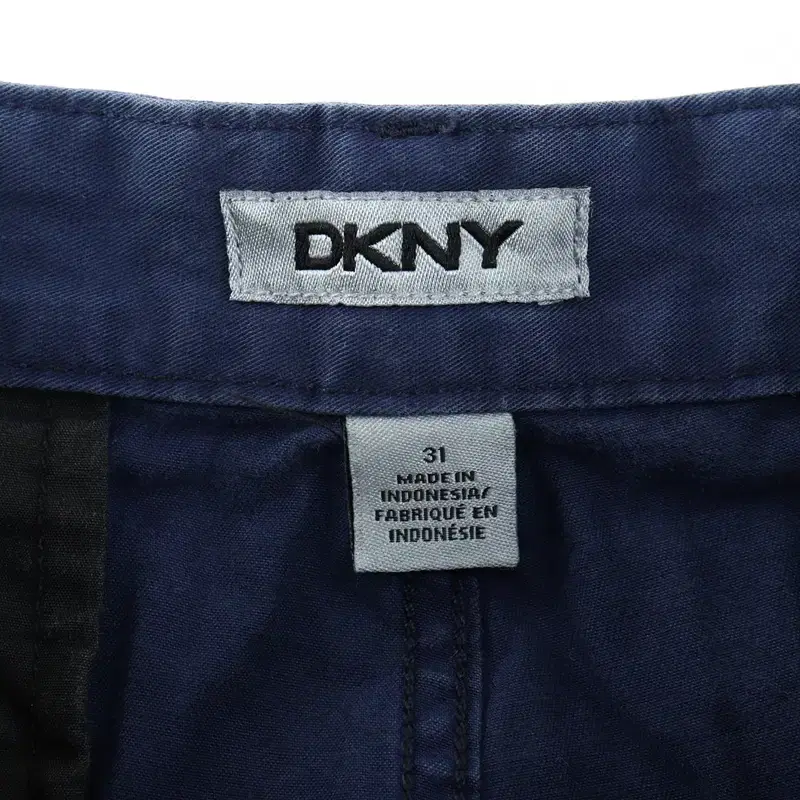 DKNY
31
MADE IN
INDONESIA/
FABRIQUÉ EN
INDONÉSIE